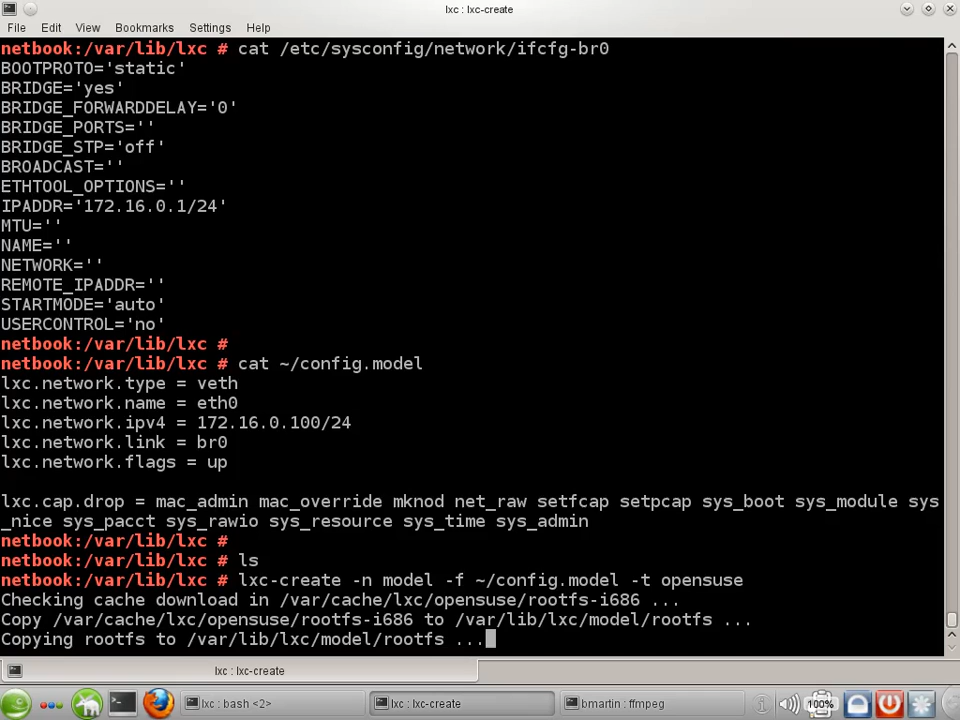 lxc : lxc-create
File Edit View Bookmarks Settings Help
netbook:/var/lib/lxc # cat /etc/sysconfig/network/ifcfg-br0
BOOTPROTO='static'
BRIDGE='yes'
BRIDGE_FORWARDDELAY='0'
BRIDGE_PORTS=''
BRIDGE_STP='off'
BROADCAST=''
ETHTOOL_OPTIONS=''
IPADDR='172.16.0.1/24'
MTU=''
NAME=''
NETWORK=''
REMOTE_IPADDR=''
STARTMODE='auto'
USERCONTROL='no'
netbook:/var/lib/lxc #
netbook:/var/lib/lxc # cat ~/config.model
lxc.network.type = veth
lxc.network.name = eth0
lxc.network.ipv4 = 172.16.0.100/24
lxc.network.link = br0
lxc.network.flags = up
lxc.cap.drop = mac_admin mac_override mknod net_raw setfcap setpcap sys_boot sys_module sys
_nice sys_pacct sys_rawio sys_resource sys_time sys_admin
netbook:/var/lib/lxc #
netbook:/var/lib/lxc # ls
netbook:/var/lib/lxc # lxc-create -n model -f ~/config.model -t opensuse
Checking cache download in /var/cache/lxc/opensuse/rootfs-i686 ...
Copy /var/cache/lxc/opensuse/rootfs-i686 to /var/lib/lxc/model/rootfs ...
Copying rootfs to /var/lib/lxc/model/rootfs ...
lxc : lxc-create
lxc : bash <2>
lxc : lxc-create
bmartin : ffmpeg
100%